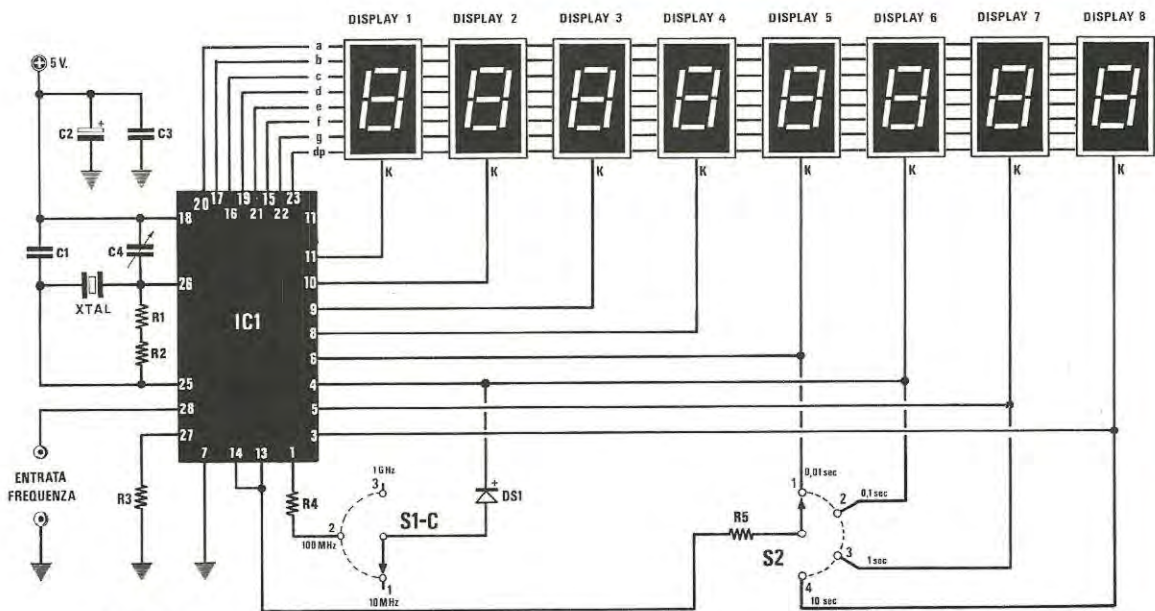 DISPLAY 1
DISPLAY 2
DISPLAY 3
DISPLAY 4
DISPLAY 5
DISPLAY 6
DISPLAY 7
DISPLAY 8
5 V.
a
b
c
d
e
f
g
dp
C2
+
C3
K
K
K
K
K
K
K
K
20
17
16
19
21
15
22
23
11
18
C1
C4
11
26
10
XTAL
R1
IC1
9
8
R2
6
25
4
28
5
27
3
7
14
13
1
ENTRATA
FREQUENZA
R3
R4
1 GHz
3
2
100 MHz
S1-C
1
10 MHz
+
DS1
R5
0,01 sec
1
2
0,1 sec
S2
3
1 sec
4
10 sec